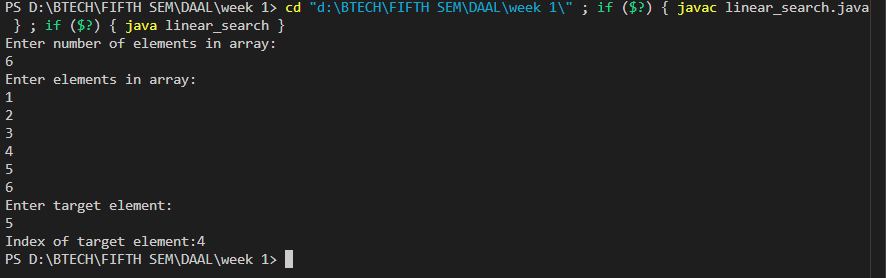 PS D:\BTECH\FIFTH SEM\DAAL\week 1> cd "d:\BTECH\FIFTH SEM\DAAL\week 1\" ; if ($?) { javac linear_search.java
} ; if ($?) { java linear_search }
Enter number of elements in array:
6
Enter elements in array:
1
2
3
4
5
6
Enter target element:
5
Index of target element:4
PS D:\BTECH\FIFTH SEM\DAAL\week 1>